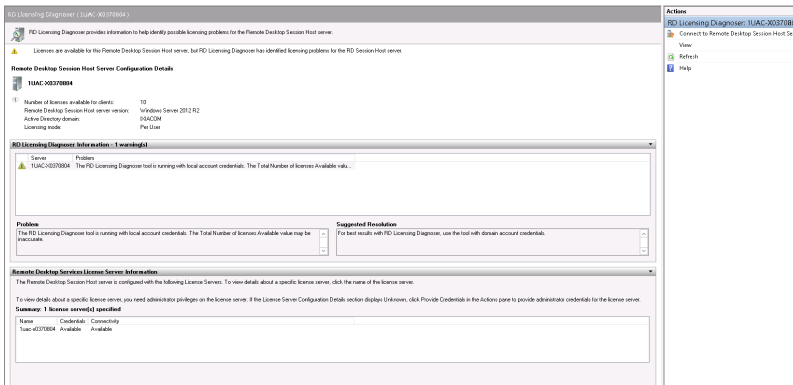 RD Licensing Diagnoser ( 1UAC-X0370804 )
RD Licensing Diagnoser provides information to help identify possible licensing problems for the Remote Desktop Session Host server.
Licenses are available for this Remote Desktop Session Host server, but RD Licensing Diagnoser has identified licensing problems for the RD Session Host server.
Remote Desktop Session Host Server Configuration Details
1UAC-X0370804
Number of licenses available for clients: 10
Remote Desktop Session Host server version: Windows Server 2012 R2
Active Directory domain: IXIACOM
Licensing mode: Per User
RD Licensing Diagnoser Information - 1 warning(s)
Server Problem
1UAC-X0370804 The RD Licensing Diagnoser tool is running with local account credentials. The Total Number of licenses Available valu...
Problem
The RD Licensing Diagnoser tool is running with local account credentials. The Total Number of licenses Available value may be
inaccurate.
Suggested Resolution
For best results with RD Licensing Diagnoser, use the tool with domain account credentials.
Remote Desktop Services License Server Information
The Remote Desktop Session Host server is configured with the following License Servers. To view details about a specific license server, click the name of the license server.
To view details about a specific license server, you need administrator privileges on the license server. If the License Server Configuration Details section displays Unknown, click Provide Credentials in the Actions pane to provide administrator credentials for the license server.
Summary: 1 license server(s) specified
Name Credentials Connectivity
1uac-x0370804 Available Available
Actions
RD Licensing Diagnoser: 1UAC-X03708
Connect to Remote Desktop Session Host Se
View
Refresh
Help